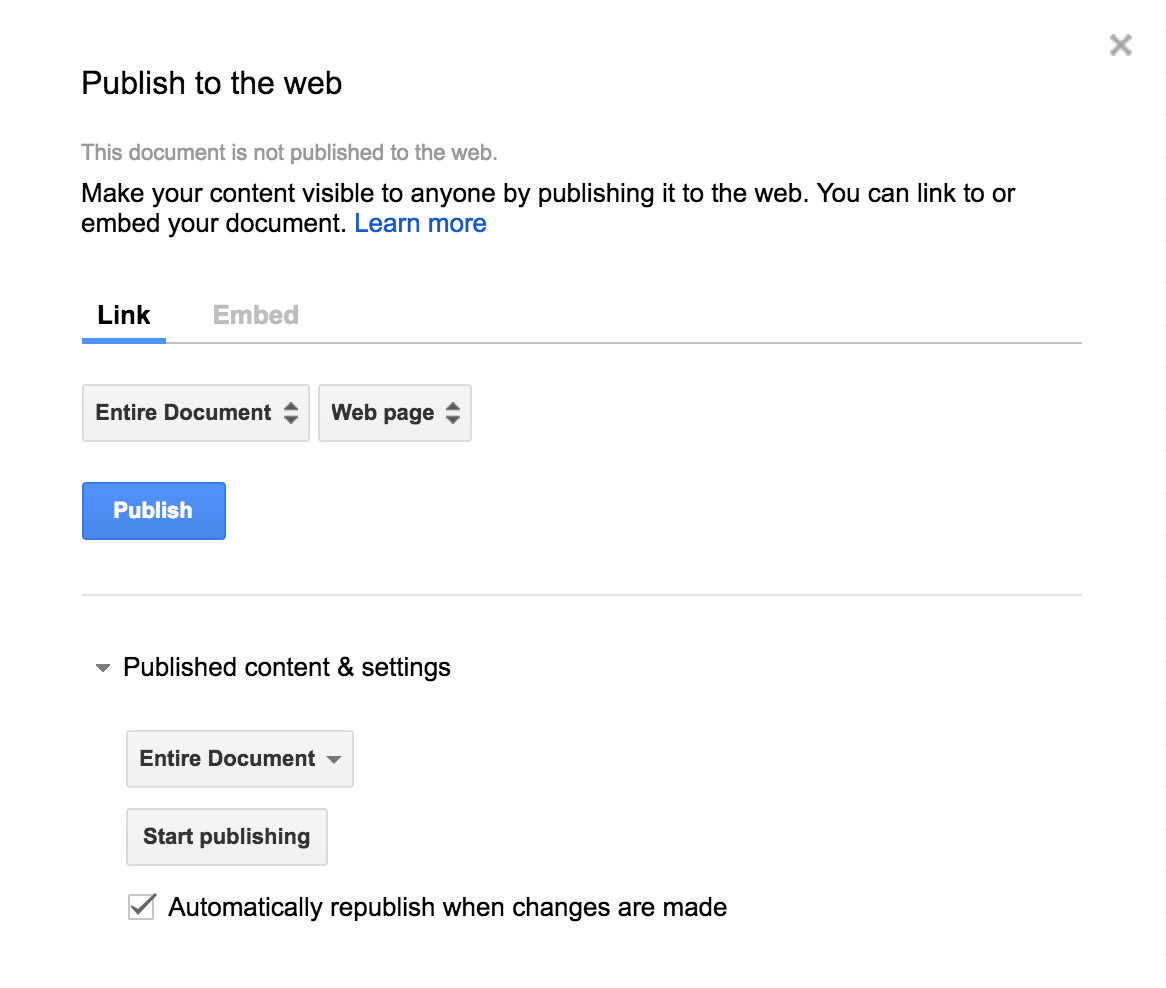 Publish to the web
This document is not published to the web.
Make your content visible to anyone by publishing it to the web. You can link to or
embed your document. Learn more
Link Embed
Entire Document Web page
Publish
Published content & settings
Entire Document
Start publishing
Automatically republish when changes are made